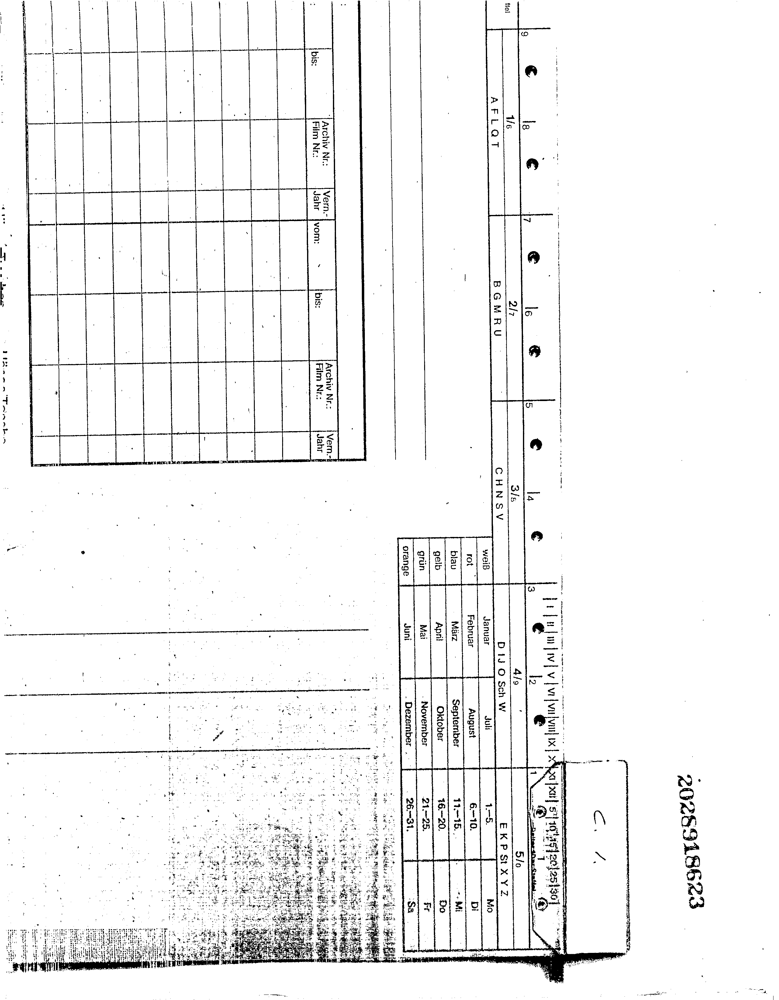 2028918623
C. 1.
I II III IV V VI VII VIII IX X XI XII 5 10 15 20 25 30
9 8 7 6 5 4 3 2 1
1/6 2/7 3/8 4/9 5/0
A F L Q T B G M R U C H N S V D I J O Sch W E K P St X Y Z
weiß Januar Juli 1.–5. Mo
rot Februar August 6.–10. Di
blau März September 11.–15. Mi
gelb April Oktober 16.–20. Do
grün Mai November 21.–25. Fr
orange Juni Dezember 26.–31. Sa
bis: Archiv Nr.: Film Nr.: Vern.- Jahr vom: bis: Archiv Nr.: Film Nr.: Vern.- Jahr